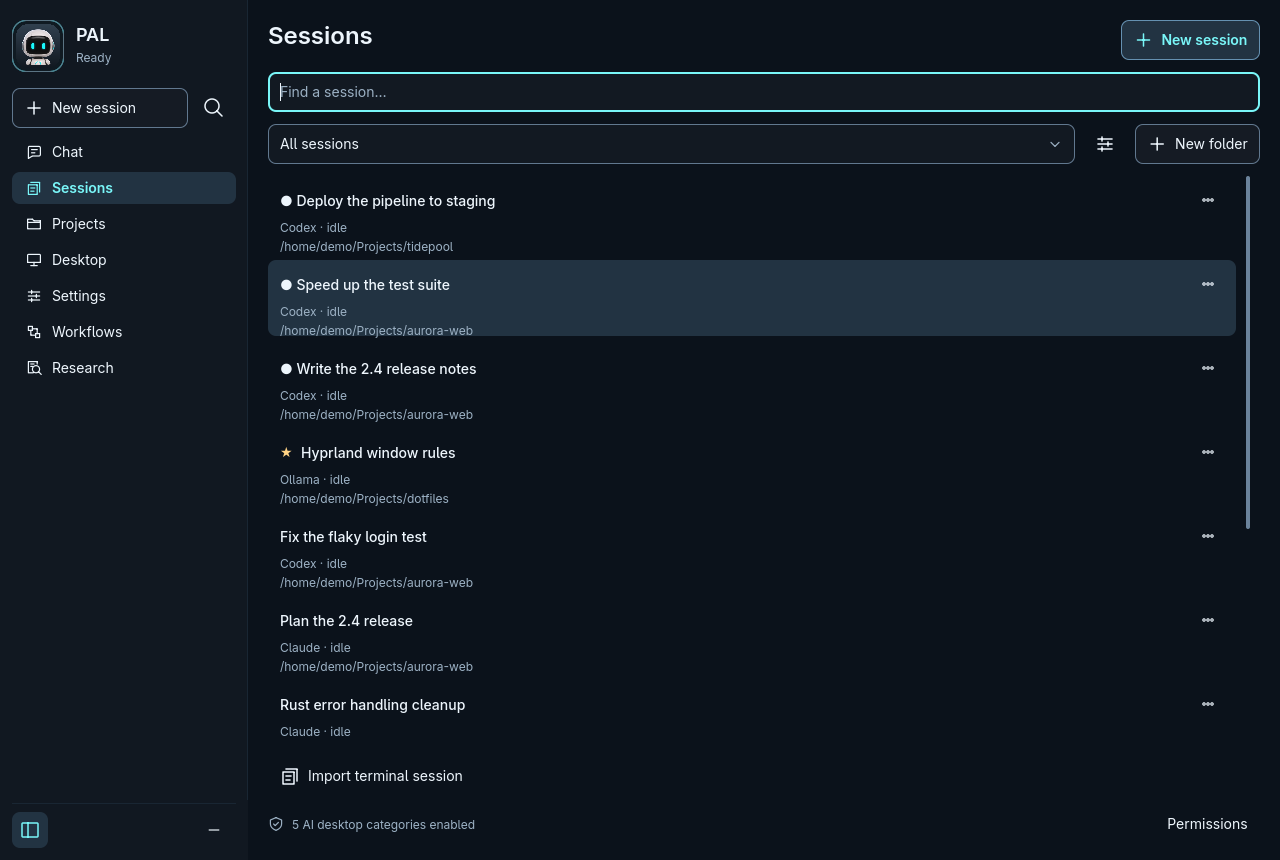 PAL
Ready
New session
Chat
Sessions
Projects
Desktop
Settings
Workflows
Research
Sessions
New session
Find a session...
All sessions
New folder
Deploy the pipeline to staging
Codex · idle
/home/demo/Projects/tidepool
Speed up the test suite
Codex · idle
/home/demo/Projects/aurora-web
Write the 2.4 release notes
Codex · idle
/home/demo/Projects/aurora-web
Hyprland window rules
Ollama · idle
/home/demo/Projects/dotfiles
Fix the flaky login test
Codex · idle
/home/demo/Projects/aurora-web
Plan the 2.4 release
Claude · idle
/home/demo/Projects/aurora-web
Rust error handling cleanup
Claude · idle
Import terminal session
5 AI desktop categories enabled
Permissions